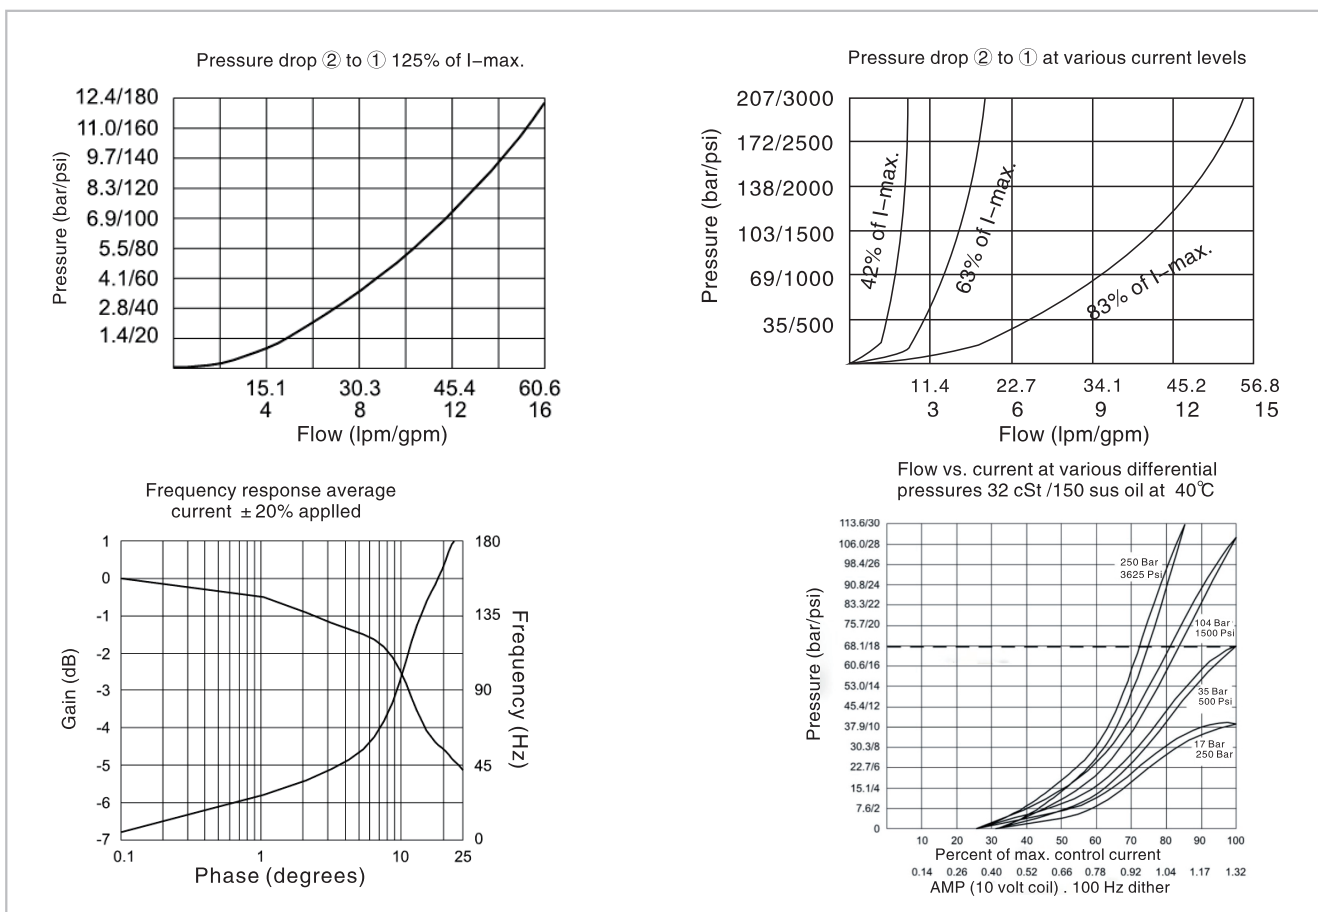 Pressure drop ② to ① 125% of I–max.
12.4/180
11.0/160
9.7/140
8.3/120
6.9/100
5.5/80
4.1/60
2.8/40
1.4/20
Pressure (bar/psi)
15.1 30.3 45.4 60.6
4 8 12 16
Flow (lpm/gpm)
Pressure drop ② to ① at various current levels
207/3000
172/2500
138/2000
103/1500
69/1000
35/500
Pressure (bar/psi)
42% of I–max.
63% of I–max.
83% of I–max.
11.4 22.7 34.1 45.2 56.8
3 6 9 12 15
Flow (lpm/gpm)
Frequency response average
current ±20% applled
1
0
-1
-2
-3
-4
-5
-6
-7
Gain (dB)
180
135
90
45
0
Frequency (Hz)
0.1 1 10 25
Phase (degrees)
Flow vs. current at various differential
pressures 32 cSt /150 sus oil at 40℃
113.6/30
106.0/28
98.4/26
90.8/24
83.3/22
75.7/20
68.1/18
60.6/16
53.0/14
45.4/12
37.9/10
30.3/8
22.7/6
15.1/4
7.6/2
0
Pressure (bar/psi)
250 Bar
3625 Psi
104 Bar
1500 Psi
35 Bar
500 Psi
17 Bar
250 Bar
10 20 30 40 50 60 70 80 90 100
Percent of max. control current
0.14 0.26 0.40 0.52 0.66 0.78 0.92 1.04 1.17 1.32
AMP (10 volt coil) . 100 Hz dither